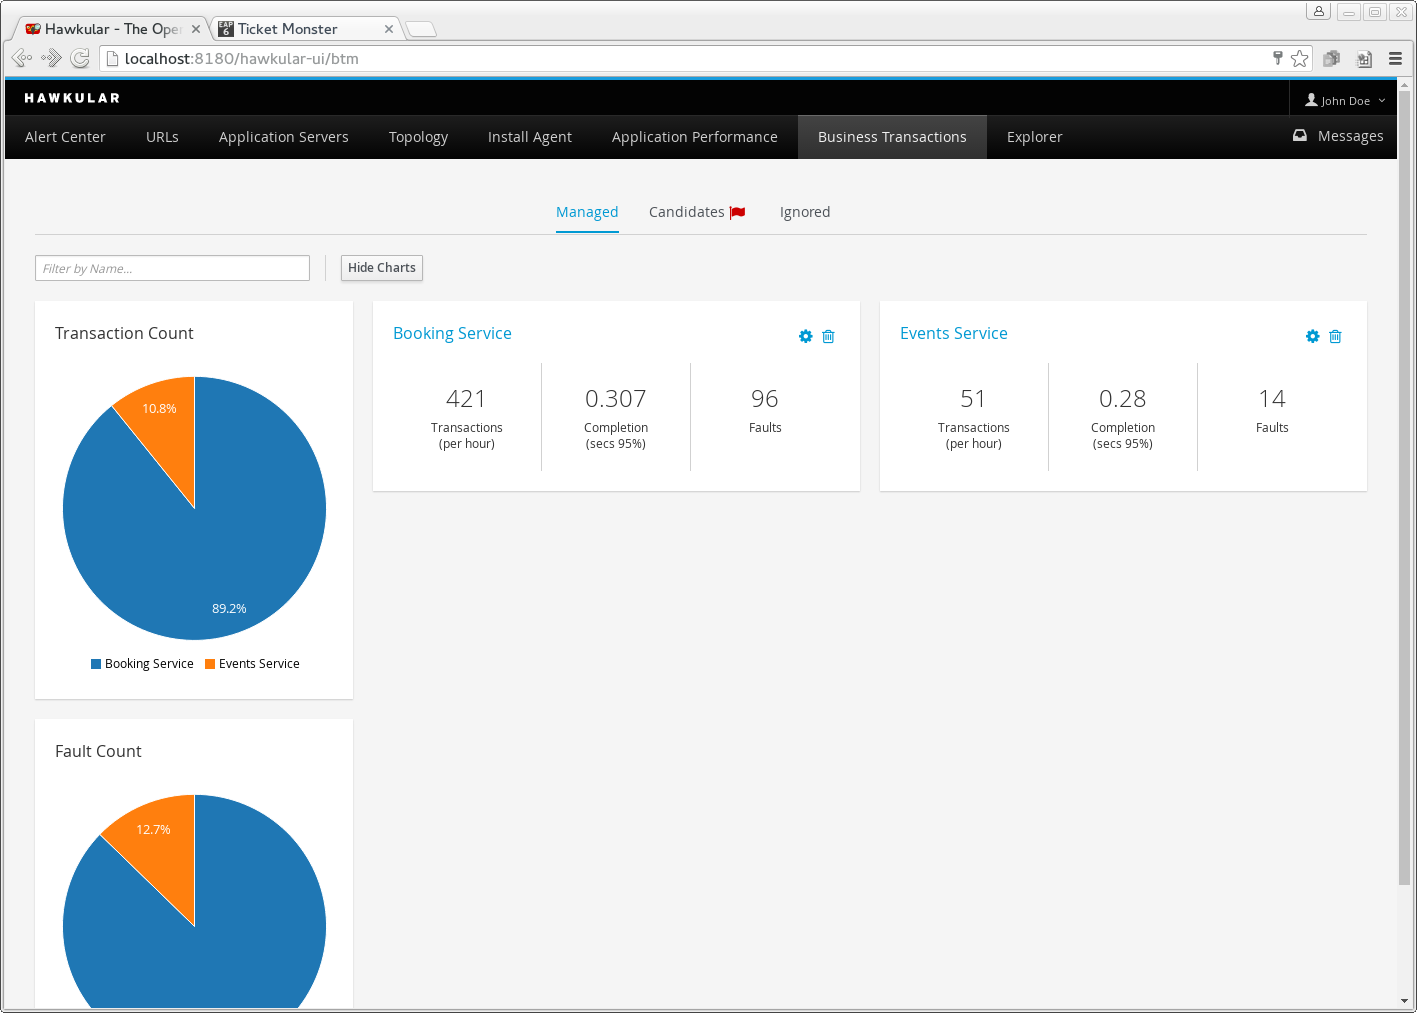 Hawkular - The Ope
EAP 6 Ticket Monster
localhost:8180/hawkular-ui/btm
HAWKULAR
John Doe
Alert Center URLs Application Servers Topology Install Agent Application Performance Business Transactions Explorer Messages
Managed Candidates Ignored
Filter by Name... Hide Charts
Transaction Count
10.8%
89.2%
Booking Service Events Service
Booking Service
421 0.307 96
Transactions Completion Faults
(per hour) (secs 95%)
Events Service
51 0.28 14
Transactions Completion Faults
(per hour) (secs 95%)
Fault Count
12.7%